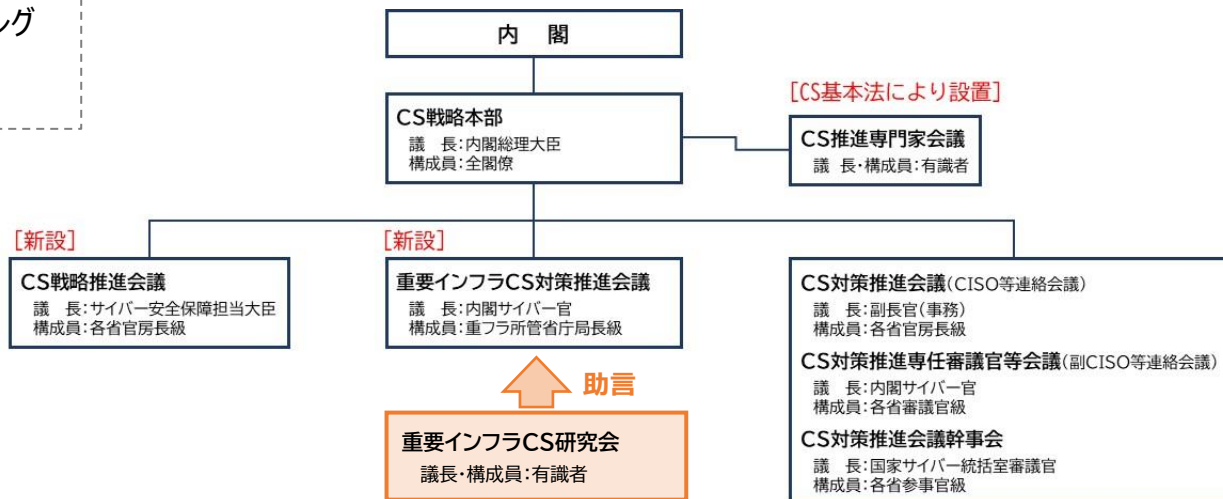 ング
内　閣
CS戦略本部
議　長：内閣総理大臣
構成員：全閣僚
[CS基本法により設置]
CS推進専門家会議
議　長・構成員：有識者
[新設]
CS戦略推進会議
議　長：サイバー安全保障担当大臣
構成員：各省官房長級
[新設]
重要インフラCS対策推進会議
議　長：内閣サイバー官
構成員：重フラ所管省庁局長級
助言
重要インフラCS研究会
議長・構成員：有識者
CS対策推進会議(CISO等連絡会議)
議　長：副長官(事務)
構成員：各省官房長級
CS対策推進専任審議官等会議(副CISO等連絡会議)
議　長：内閣サイバー官
構成員：各省審議官級
CS対策推進会議幹事会
議　長：国家サイバー統括室審議官
構成員：各省参事官級